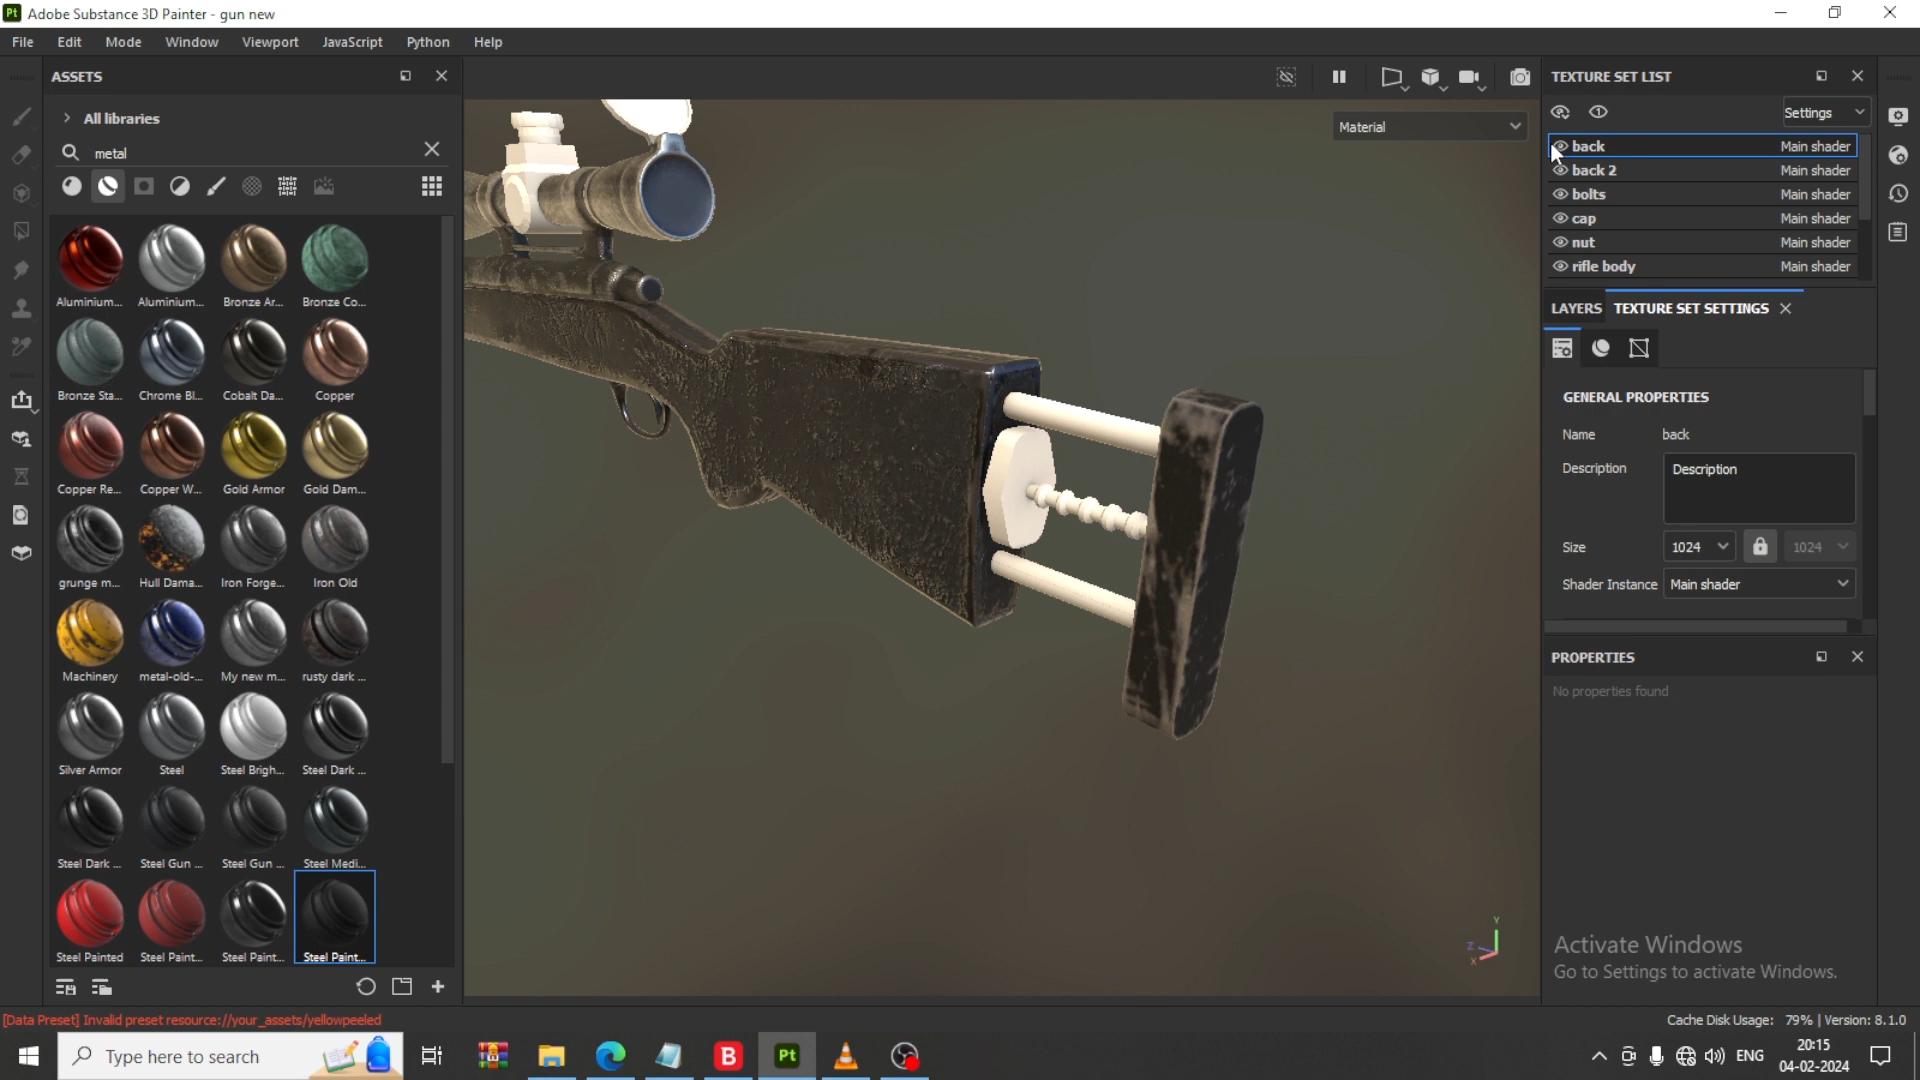 Pt Adobe Substance 3D Painter - gun new
File Edit Mode Window Viewport JavaScript Python Help
ASSETS
All libraries
metal
Aluminium... Aluminium... Bronze Ar... Bronze Co...
Bronze Sta... Chrome Bl... Cobalt Da... Copper
Copper Re... Copper W... Gold Armor Gold Dam...
grunge m... Hull Dama... Iron Forge... Iron Old
Machinery metal-old-... My new m... rusty dark ...
Silver Armor Steel Steel Brigh... Steel Dark ...
Steel Dark ... Steel Gun ... Steel Gun ... Steel Medi...
Steel Painted Steel Paint... Steel Paint... Steel Paint...
Material
TEXTURE SET LIST
Settings
back Main shader
back 2 Main shader
bolts Main shader
cap Main shader
nut Main shader
rifle body Main shader
LAYERS TEXTURE SET SETTINGS
GENERAL PROPERTIES
Name back
Description Description
Size 1024 1024
Shader Instance Main shader
PROPERTIES
No properties found
Y
Z
X
Activate Windows
Go to Settings to activate Windows.
[Data Preset] Invalid preset resource://your_assets/yellowpeeled
Cache Disk Usage: 79% | Version: 8.1.0
Type here to search
B
Pt
ENG
20:15
04-02-2024